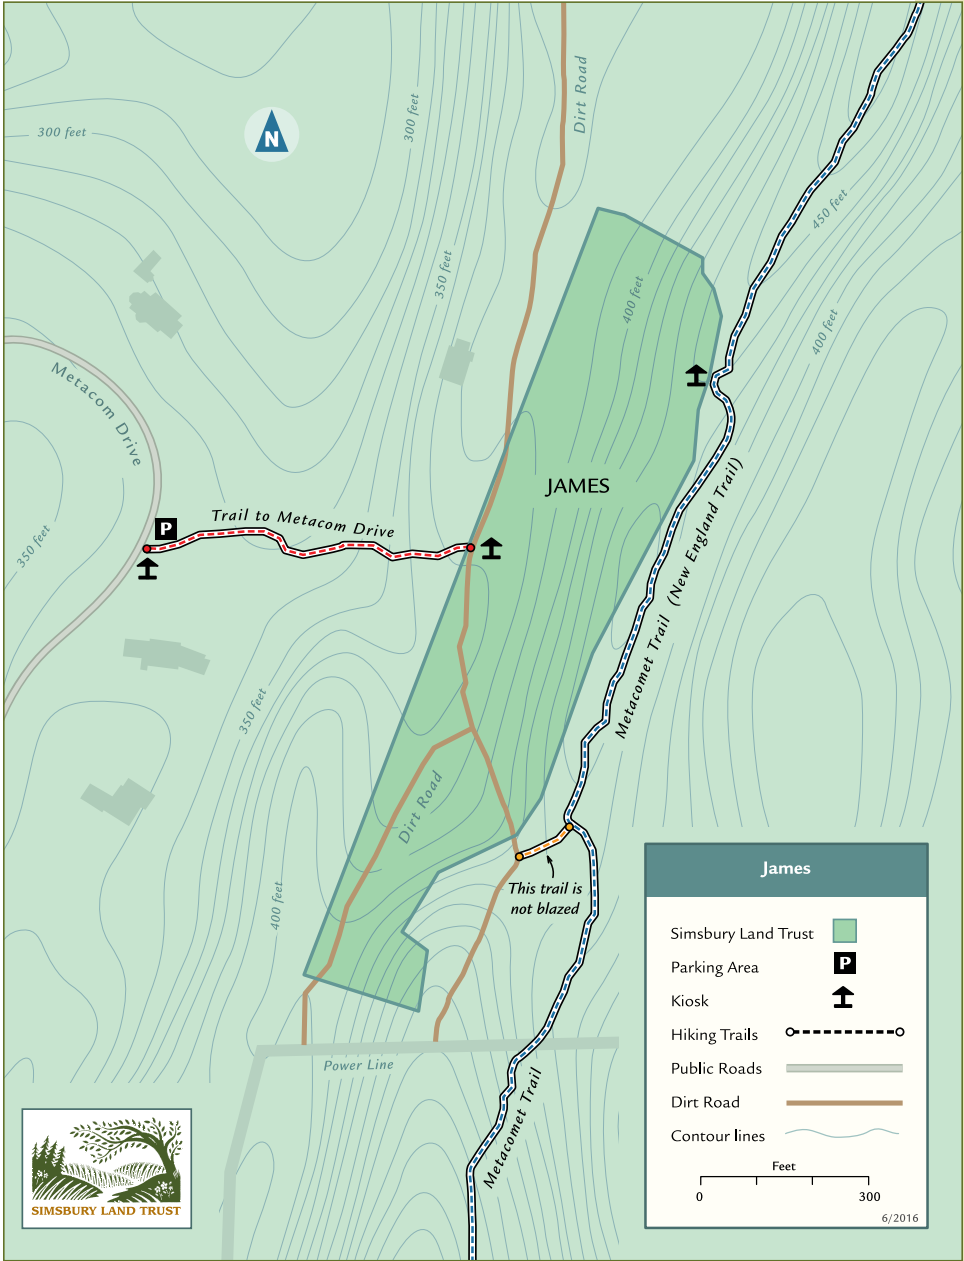 Dirt Road
300 feet
300 feet
N
450 feet
350 feet
400 feet
400 feet
Metacom Drive
JAMES
P
Trail to Metacom Drive
350 feet
Metacomet Trail (New England Trail)
350 feet
Dirt Road
400 feet
This trail is
not blazed
Power Line
Metacomet Trail
James
Simsbury Land Trust
Parking Area P
Kiosk
Hiking Trails
Public Roads
Dirt Road
Contour lines
Feet
0 300
6/2016
SIMSBURY LAND TRUST